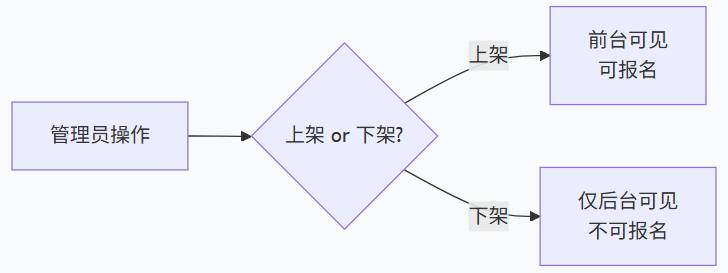 管理员操作
上架 or 下架?
上架
前台可见
可报名
下架
仅后台可见
不可报名